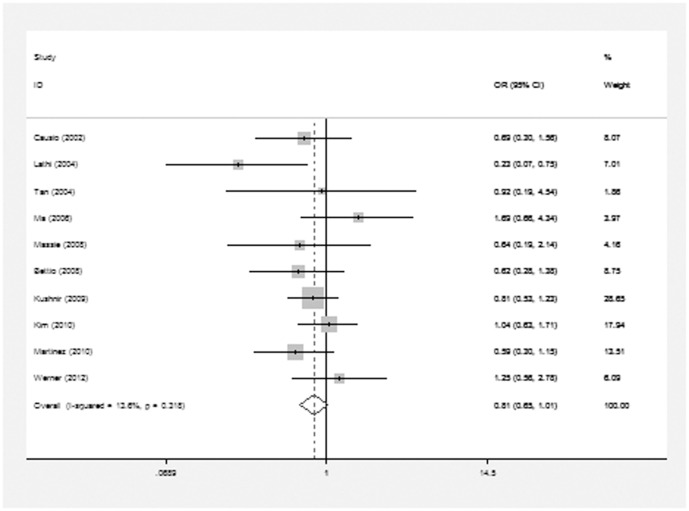 Study %
ID OR (95% CI) Weight
Causio (2002) 0.69 (0.30, 1.56) 8.07
Lathi (2004) 0.23 (0.07, 0.75) 7.01
Tan (2004) 0.92 (0.19, 4.54) 1.86
Ma (2006) 1.69 (0.66, 4.34) 3.97
Massie (2008) 0.64 (0.19, 2.14) 4.16
Bellio (2008) 0.62 (0.28, 1.38) 8.75
Kushnir (2009) 0.81 (0.53, 1.23) 28.65
Kim (2010) 1.04 (0.63, 1.71) 17.94
Martinez (2010) 0.59 (0.30, 1.15) 13.51
Werner (2012) 1.25 (0.56, 2.78) 6.09
Overall (I-squared = 13.6%, p = 0.318) 0.81 (0.65, 1.01) 100.00
1 14.5